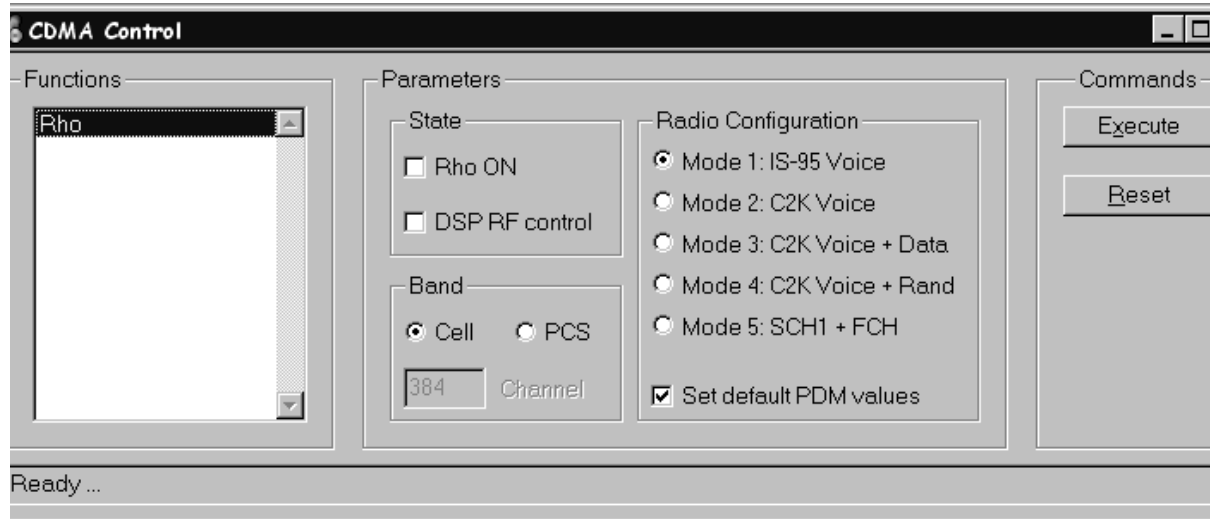 CDMA Control
Functions
Rho
Parameters
State
Rho ON
DSP RF control
Band
Cell
PCS
384
Channel
Radio Configuration
Mode 1: IS-95 Voice
Mode 2: C2K Voice
Mode 3: C2K Voice + Data
Mode 4: C2K Voice + Rand
Mode 5: SCH1 + FCH
Set default PDM values
Commands
Execute
Reset
Ready ...